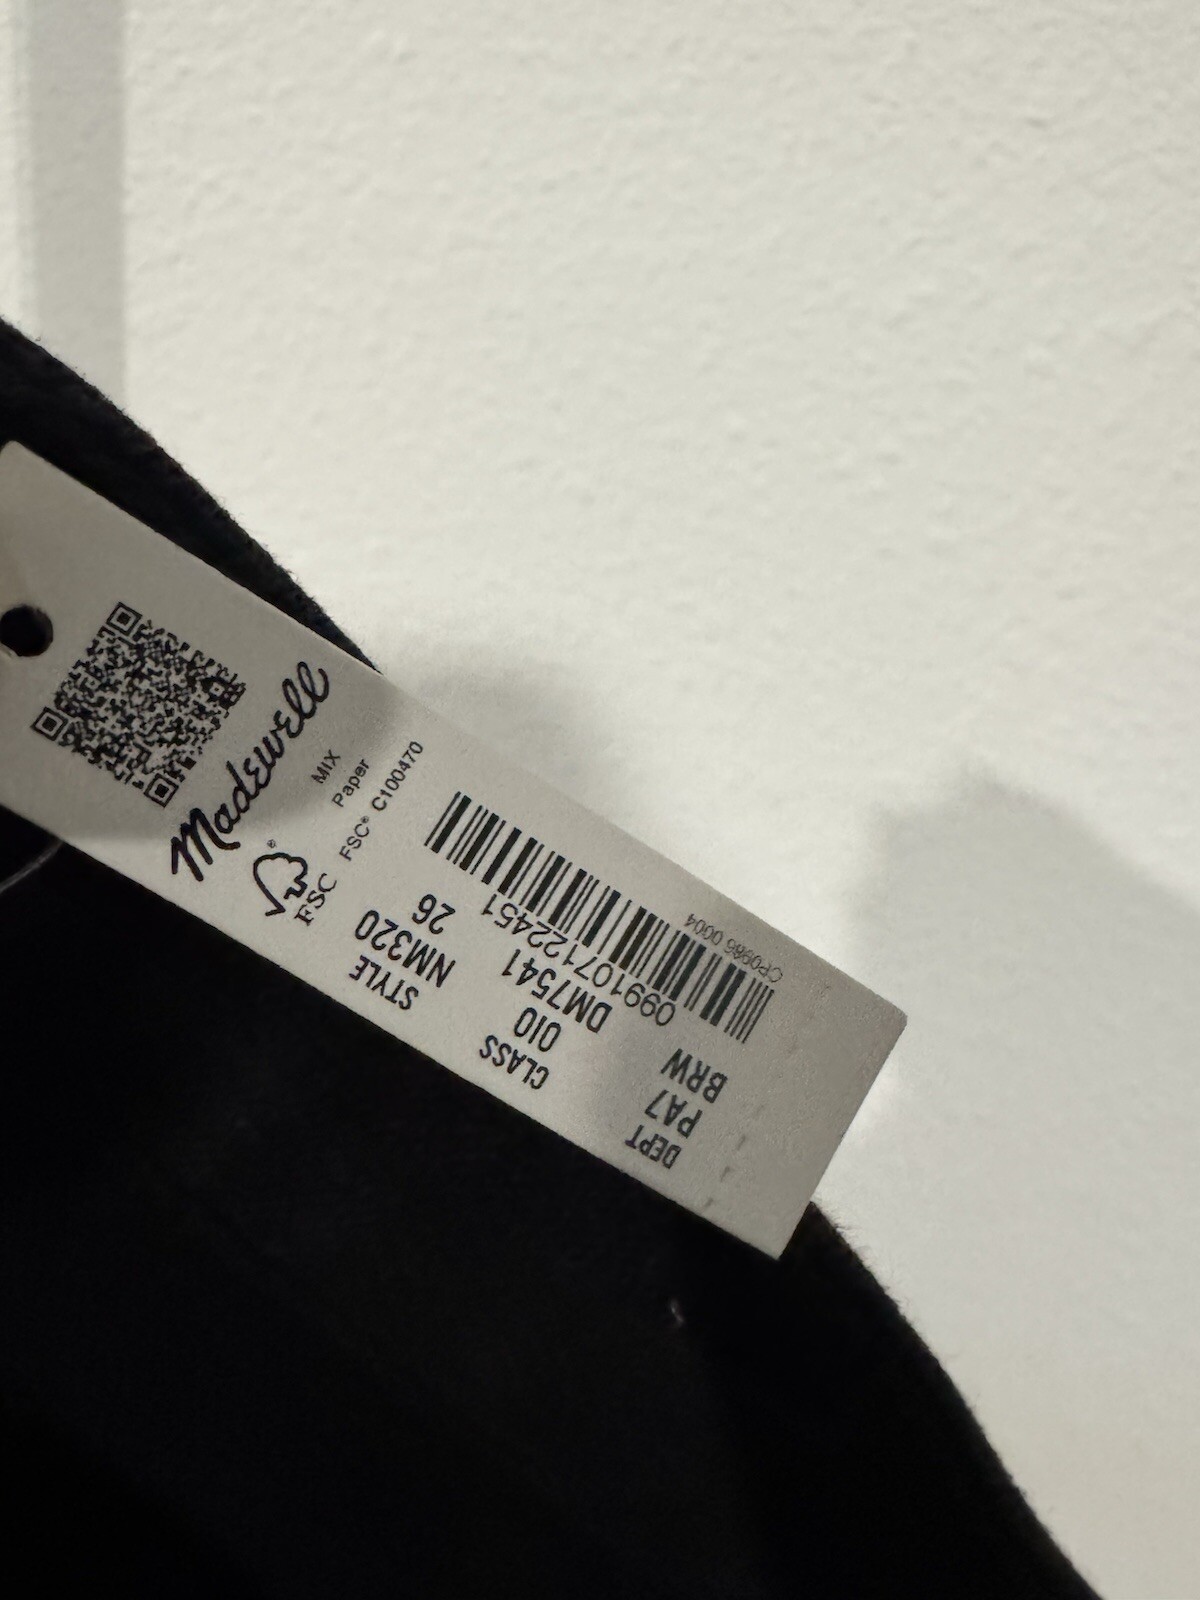 Madewell
FSC
MIX
Paper
FSC® C100470
DEPT CLASS STYLE
PA7 010 NM320
BRW DM7541 26
099107122451
CP0986 0004